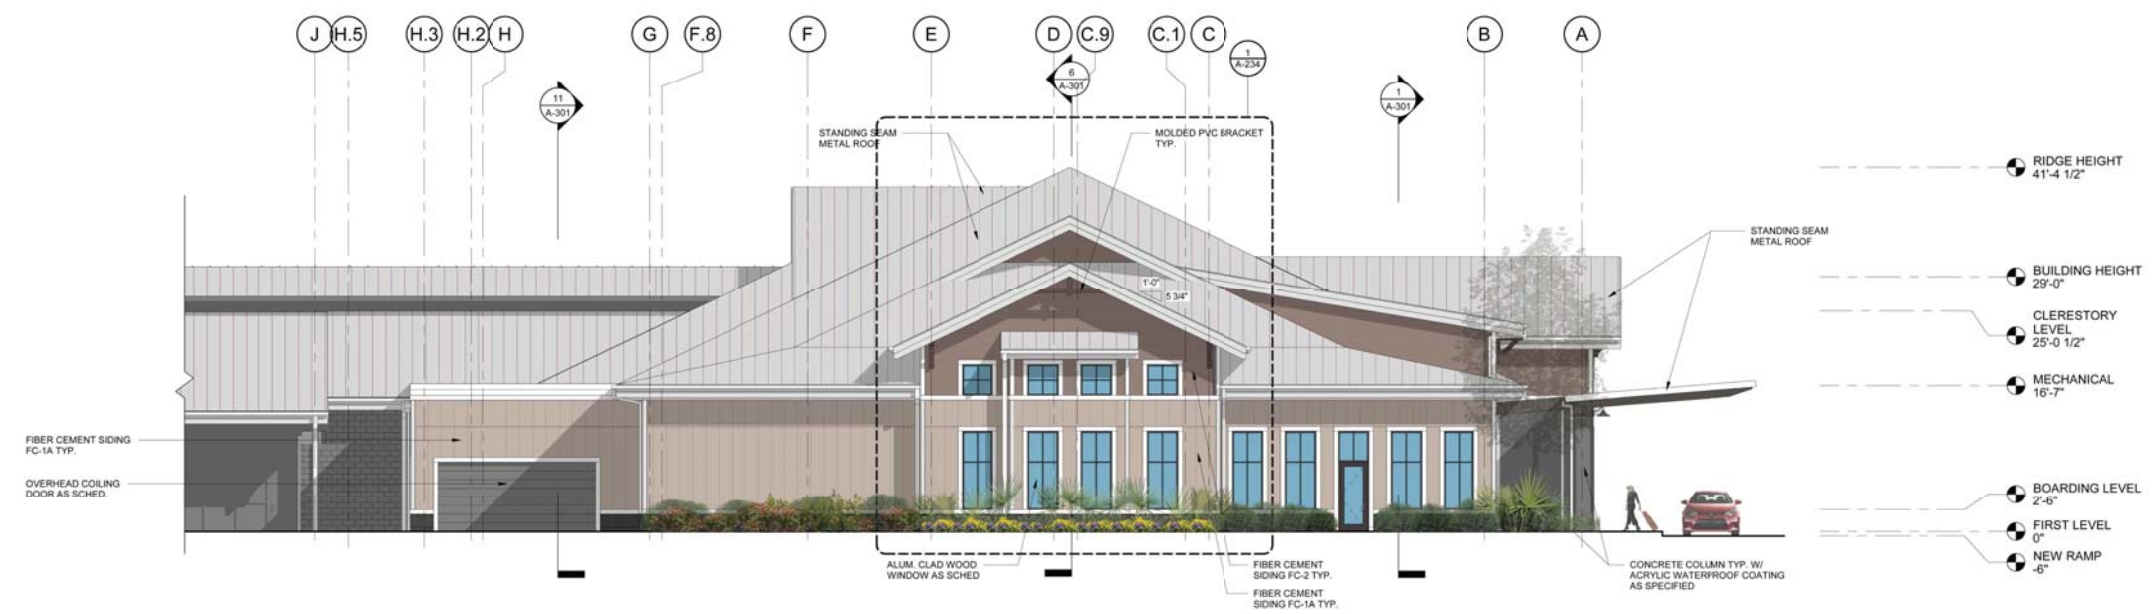 J
H.5
H.3
H.2
H
G
F.8
F
E
D
C.9
C.1
C
B
A
1
A-234
6
A-301
11
A-301
1
A-301
STANDING SEAM
METAL ROOF
MOLDED PVC BRACKET
TYP.
RIDGE HEIGHT
41'-4 1/2"
STANDING SEAM
METAL ROOF
BUILDING HEIGHT
29'-0"
1'-0"
5 3/4"
CLERESTORY
LEVEL
25'-0 1/2"
MECHANICAL
16'-7"
FIBER CEMENT SIDING
FC-1A TYP.
OVERHEAD COILING
DOOR AS SCHED.
BOARDING LEVEL
2'-6"
FIRST LEVEL
0"
NEW RAMP
-6"
ALUM. CLAD WOOD
WINDOW AS SCHED
FIBER CEMENT
SIDING FC-2 TYP.
FIBER CEMENT
SIDING FC-1A TYP.
CONCRETE COLUMN TYP. W/
ACRYLIC WATERPROOF COATING
AS SPECIFIED